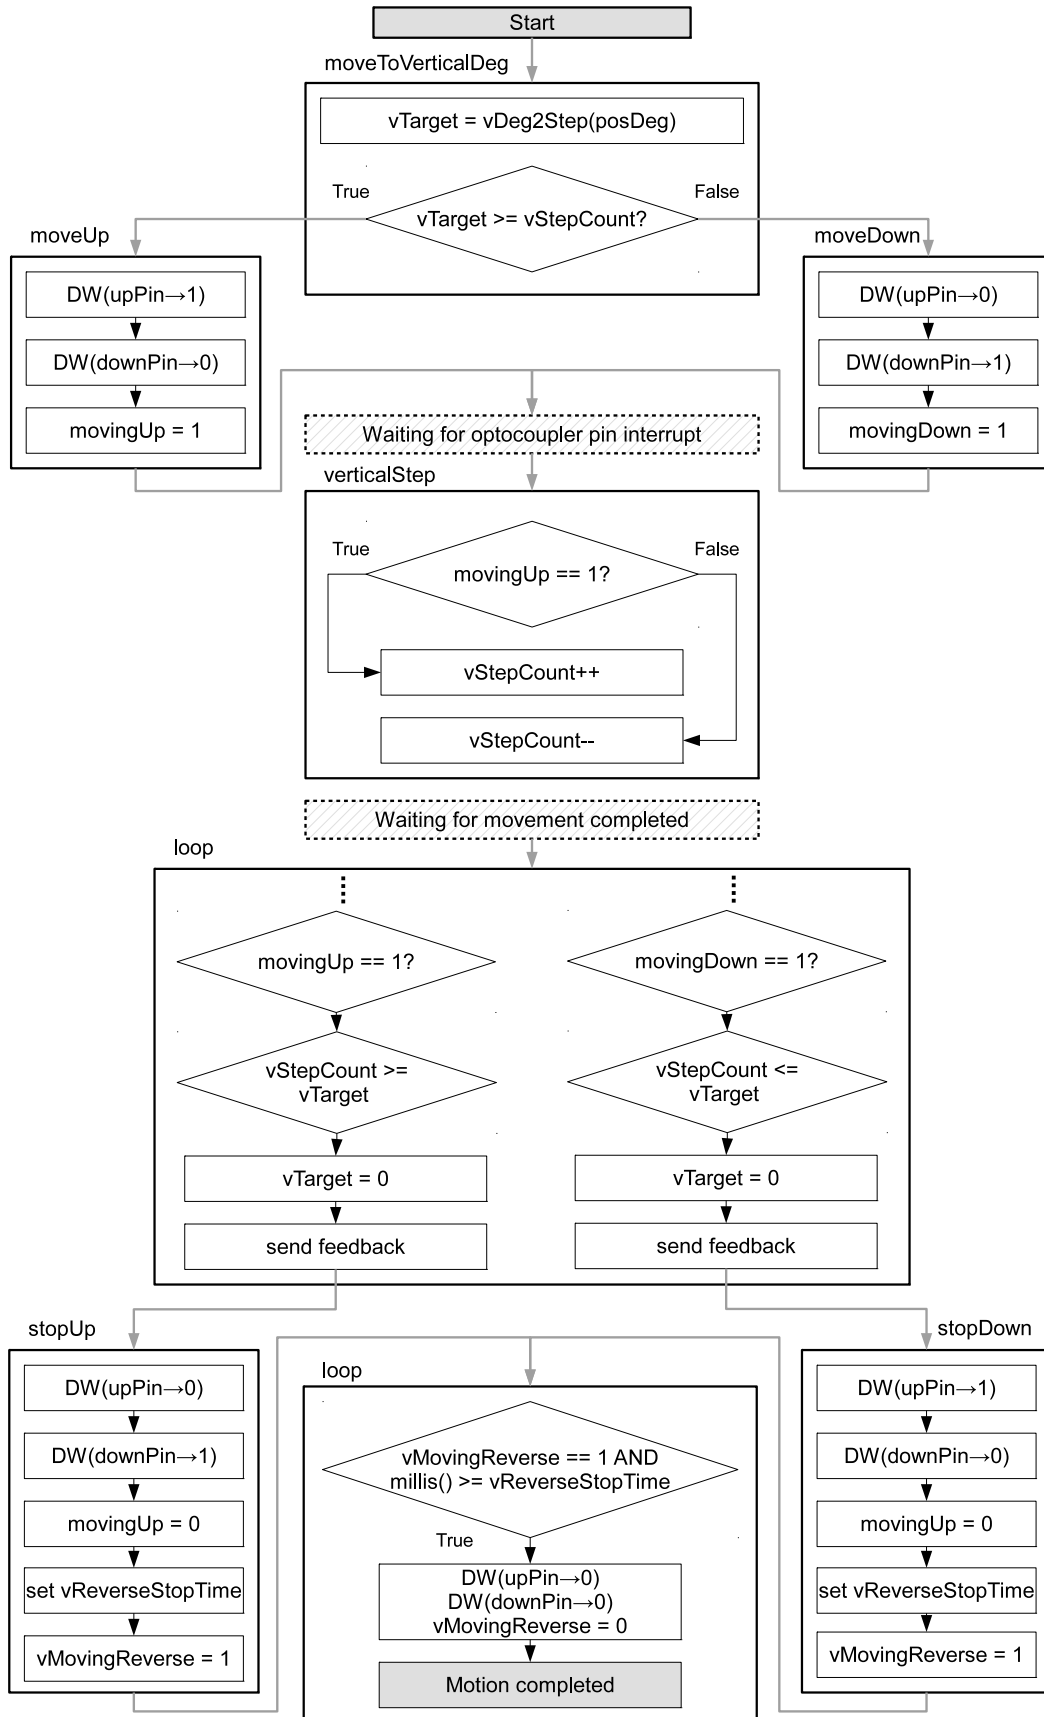 Start
moveToVerticalDeg
vTarget = vDeg2Step(posDeg)
True
False
vTarget >= vStepCount?
moveUp
DW(upPin→1)
DW(downPin→0)
movingUp = 1
moveDown
DW(upPin→0)
DW(downPin→1)
movingDown = 1
Waiting for optocoupler pin interrupt
verticalStep
True
False
movingUp == 1?
vStepCount++
vStepCount--
Waiting for movement completed
loop
movingUp == 1?
vStepCount >=
vTarget
vTarget = 0
send feedback
movingDown == 1?
vStepCount <=
vTarget
vTarget = 0
send feedback
stopUp
DW(upPin→0)
DW(downPin→1)
movingUp = 0
set vReverseStopTime
vMovingReverse = 1
stopDown
DW(upPin→1)
DW(downPin→0)
movingUp = 0
set vReverseStopTime
vMovingReverse = 1
loop
vMovingReverse == 1 AND
millis() >= vReverseStopTime
True
DW(upPin→0)
DW(downPin→0)
vMovingReverse = 0
Motion completed